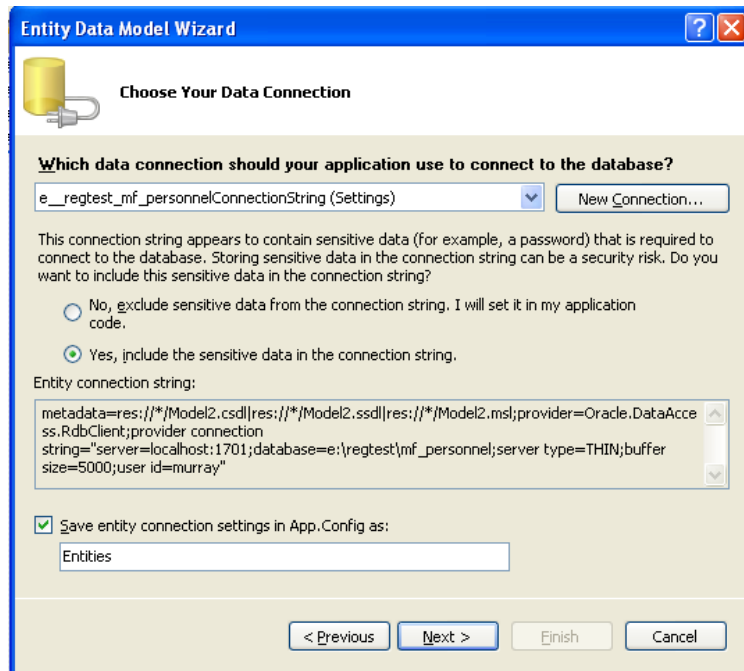 Entity Data Model Wizard
Choose Your Data Connection
Which data connection should your application use to connect to the database?
e__regtest_mf_personnelConnectionString (Settings)
New Connection...
This connection string appears to contain sensitive data (for example, a password) that is required to
connect to the database. Storing sensitive data in the connection string can be a security risk. Do you
want to include this sensitive data in the connection string?
No, exclude sensitive data from the connection string. I will set it in my application
code.
Yes, include the sensitive data in the connection string.
Entity connection string:
metadata=res://*/Model2.csdl|res://*/Model2.ssdl|res://*/Model2.msl;provider=Oracle.DataAcce
ss.RdbClient;provider connection
string="server=localhost:1701;database=e:\regtest\mf_personnel;server type=THIN;buffer
size=5000;user id=murray"
Save entity connection settings in App.Config as:
Entities
< Previous
Next >
Finish
Cancel